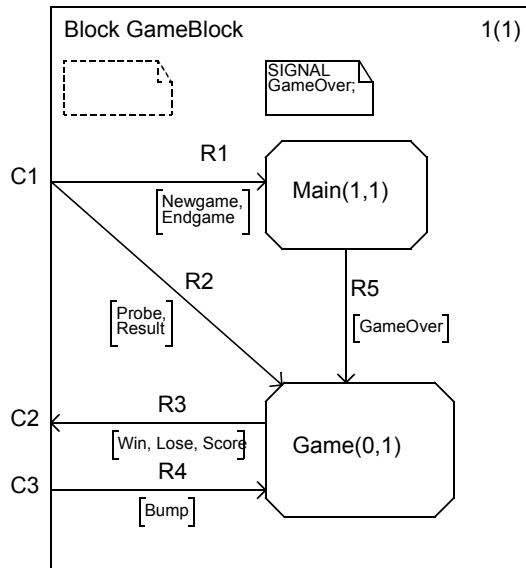 Block GameBlock 1(1)
SIGNAL
GameOver;
R1
C1
Main(1,1)
Newgame,
Endgame
R2
R5
Probe,
Result
GameOver
C2
R3
Win, Lose, Score
Game(0,1)
C3
R4
Bump